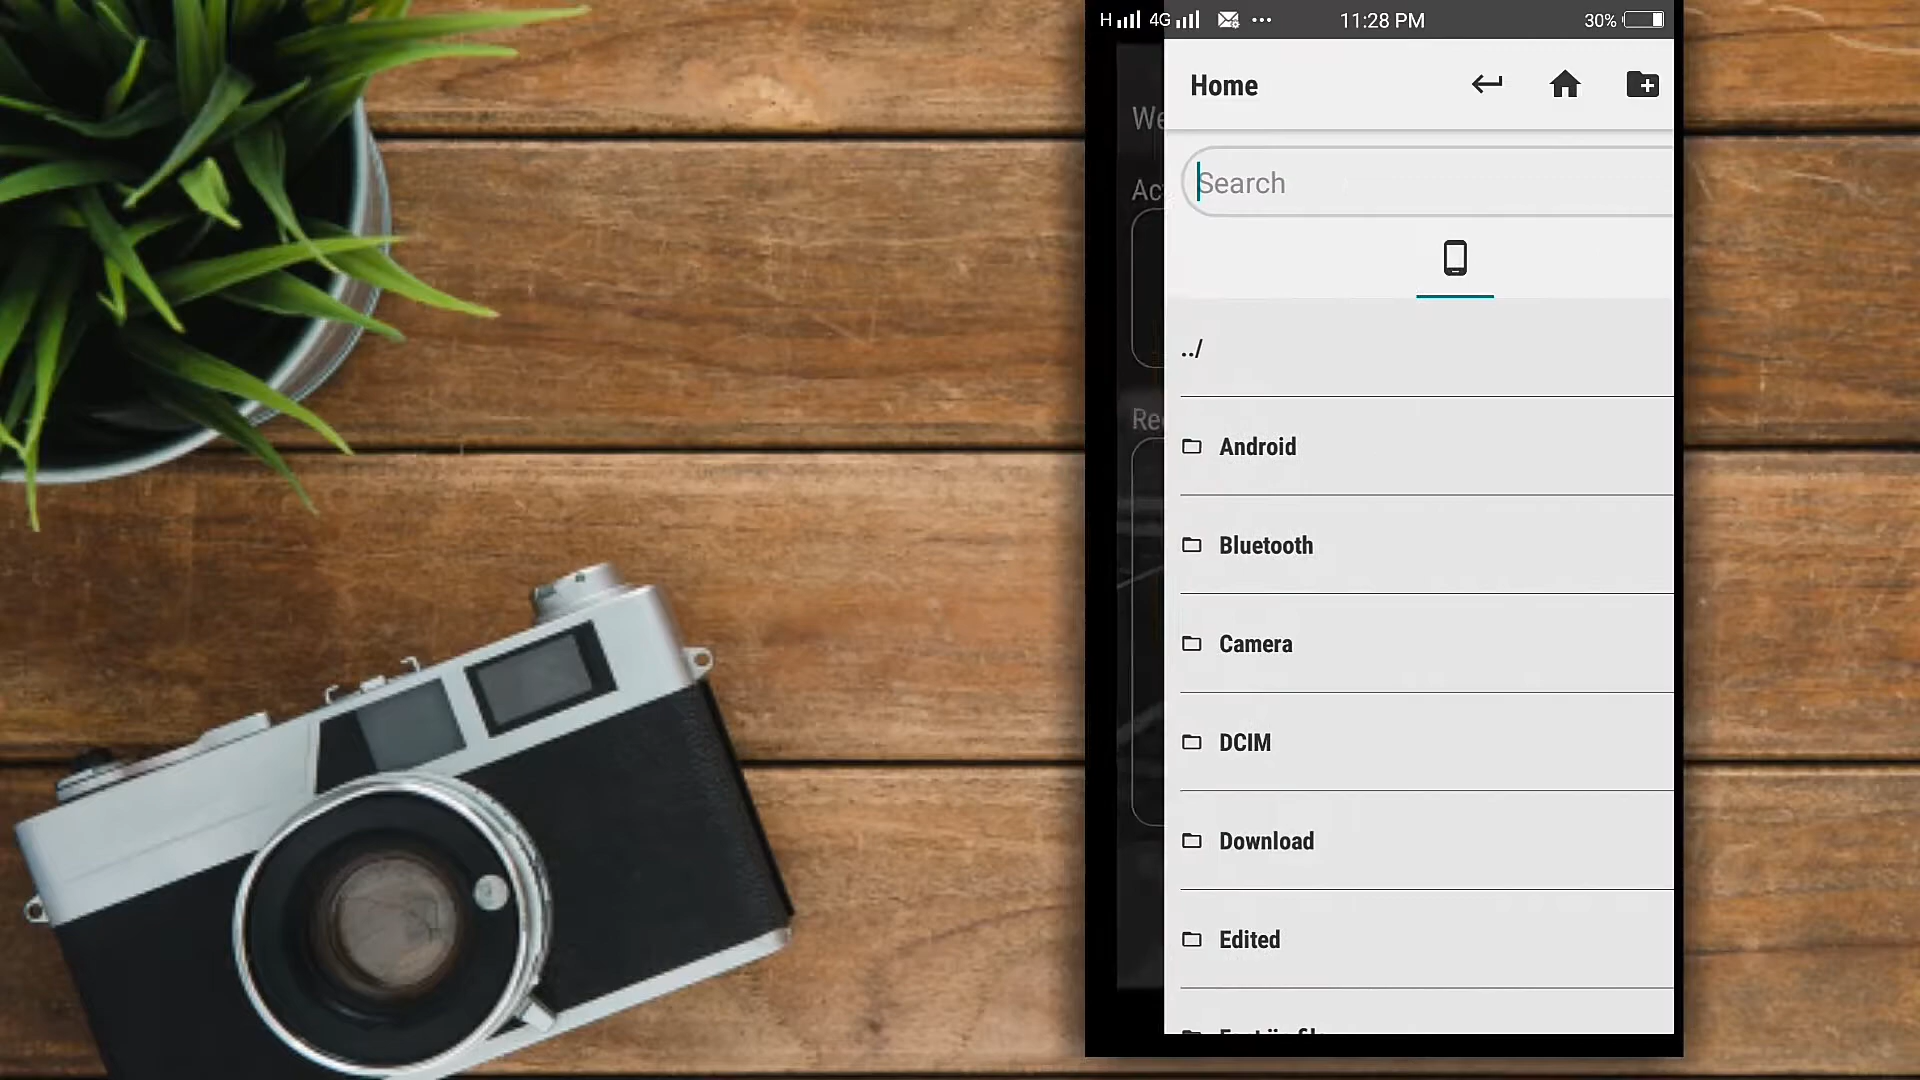 H 4G 11:28 PM 30%
Home
Search
../
Android
Bluetooth
Camera
DCIM
Download
Edited